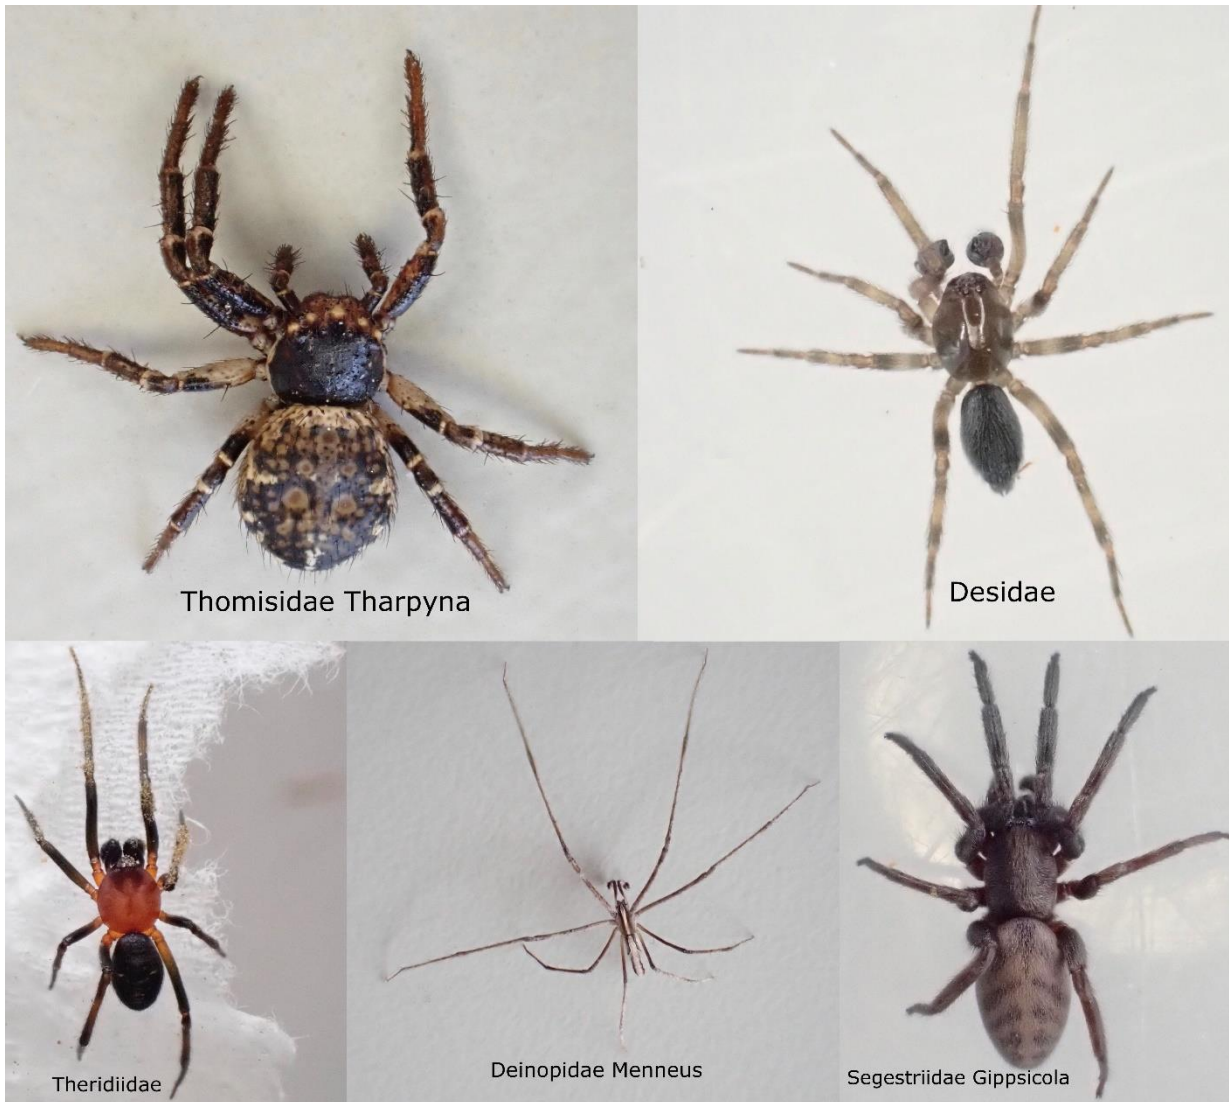 Thomisidae Tharpyna
Desidae
Theridiidae
Deinopidae Menneus
Segestriidae Gippsicola